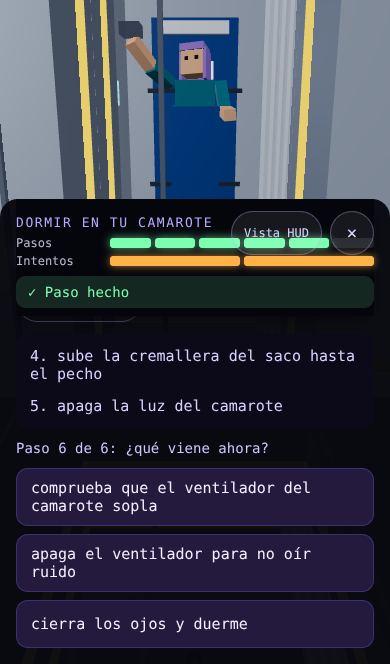 DORMIR EN TU CAMAROTE
Vista HUD
×
Pasos
Intentos
✓ Paso hecho
4. sube la cremallera del saco hasta
el pecho
5. apaga la luz del camarote
Paso 6 de 6: ¿qué viene ahora?
comprueba que el ventilador del
camarote sopla
apaga el ventilador para no oír
ruido
cierra los ojos y duerme